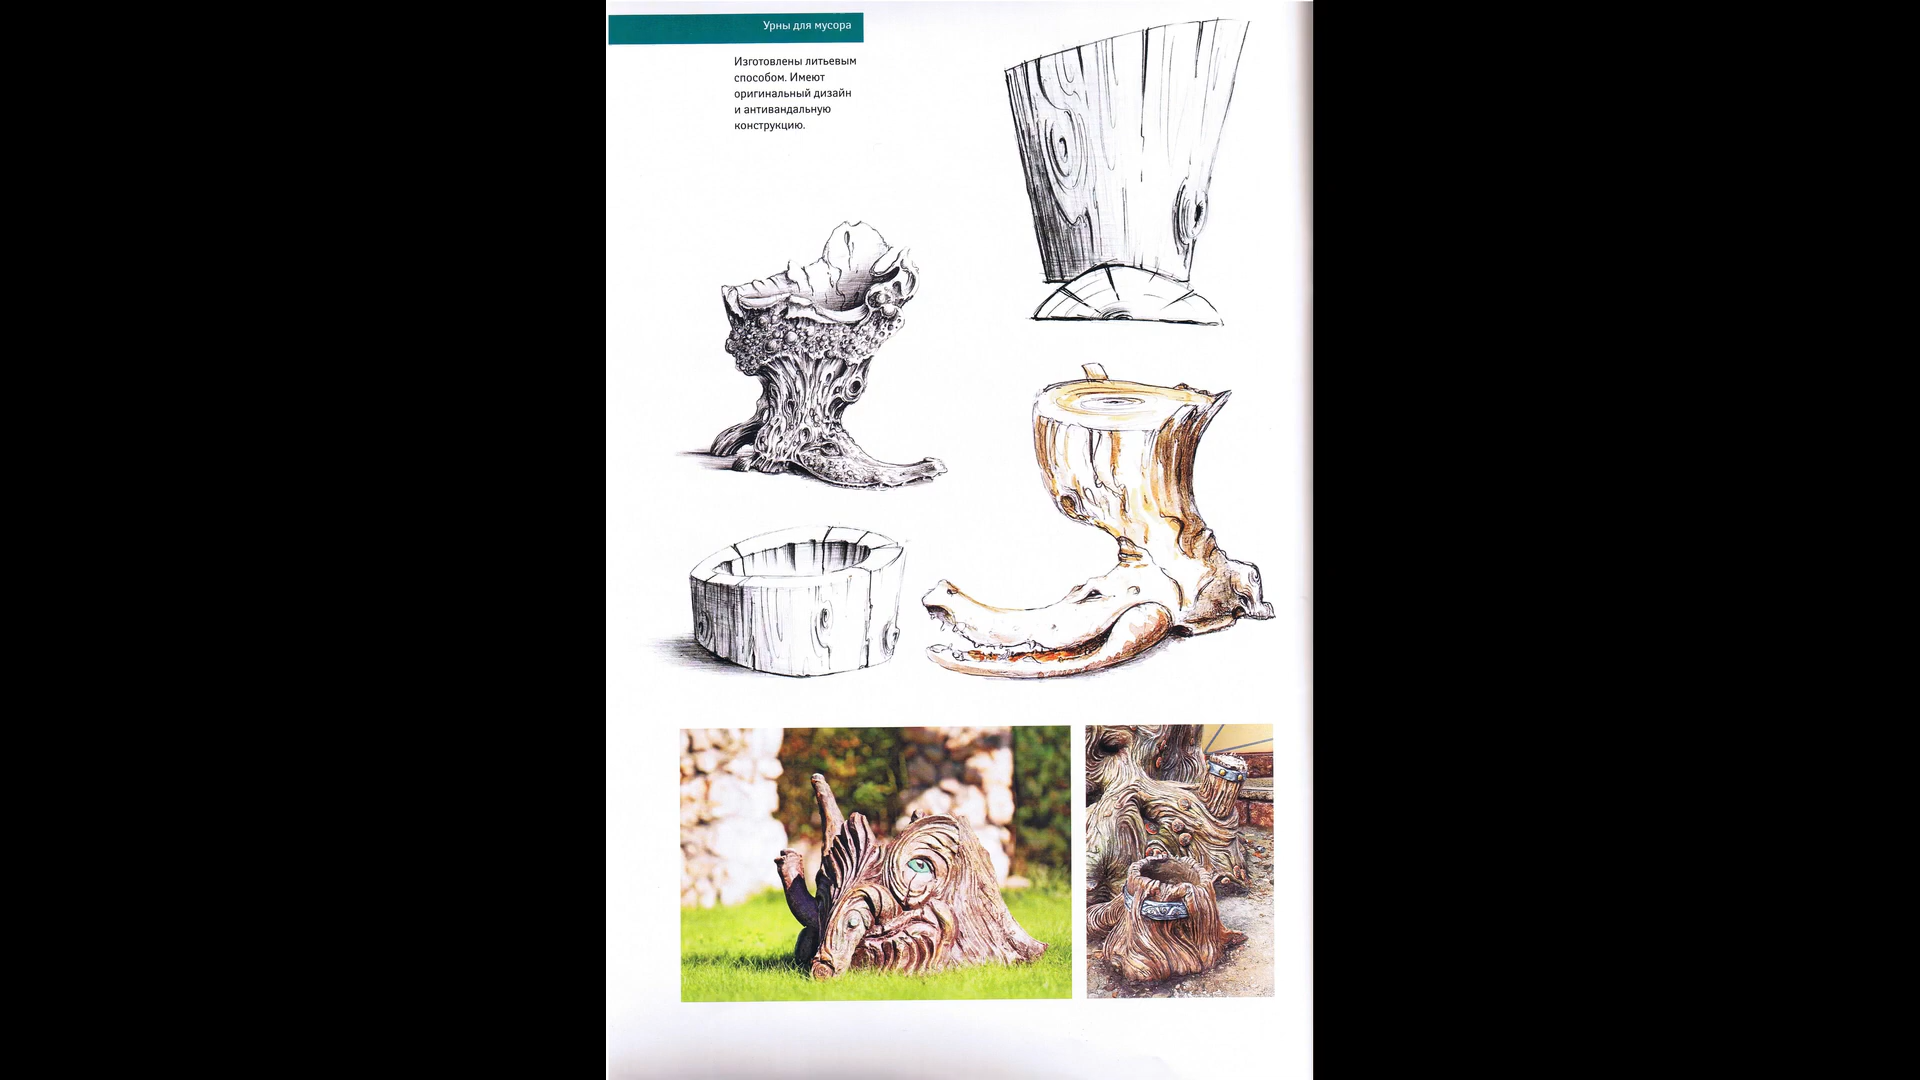 Урны для мусора
Изготовлены литьевым
способом. Имеют
оригинальный дизайн
и антивандальную
конструкцию.